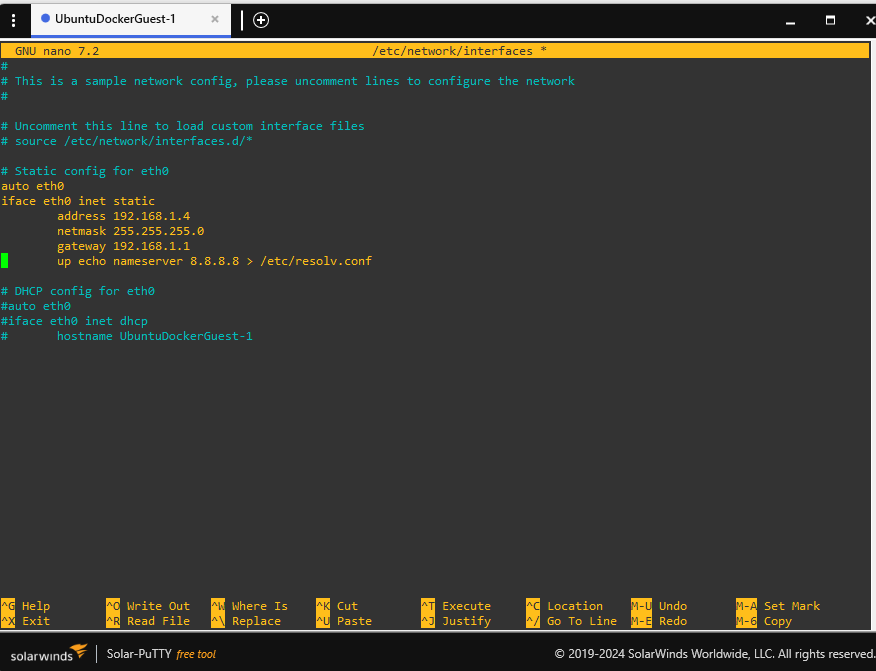 UbuntuDockerGuest-1
GNU nano 7.2 /etc/network/interfaces *
#
# This is a sample network config, please uncomment lines to configure the network
#
# Uncomment this line to load custom interface files
# source /etc/network/interfaces.d/*
# Static config for eth0
auto eth0
iface eth0 inet static
address 192.168.1.4
netmask 255.255.255.0
gateway 192.168.1.1
up echo nameserver 8.8.8.8 > /etc/resolv.conf
# DHCP config for eth0
#auto eth0
#iface eth0 inet dhcp
# hostname UbuntuDockerGuest-1
^G Help ^O Write Out ^W Where Is ^K Cut ^T Execute ^C Location M-U Undo M-A Set Mark
^X Exit ^R Read File ^\ Replace ^U Paste ^J Justify ^/ Go To Line M-E Redo M-6 Copy
solarwinds Solar-PuTTY free tool © 2019-2024 SolarWinds Worldwide, LLC. All rights reserved.